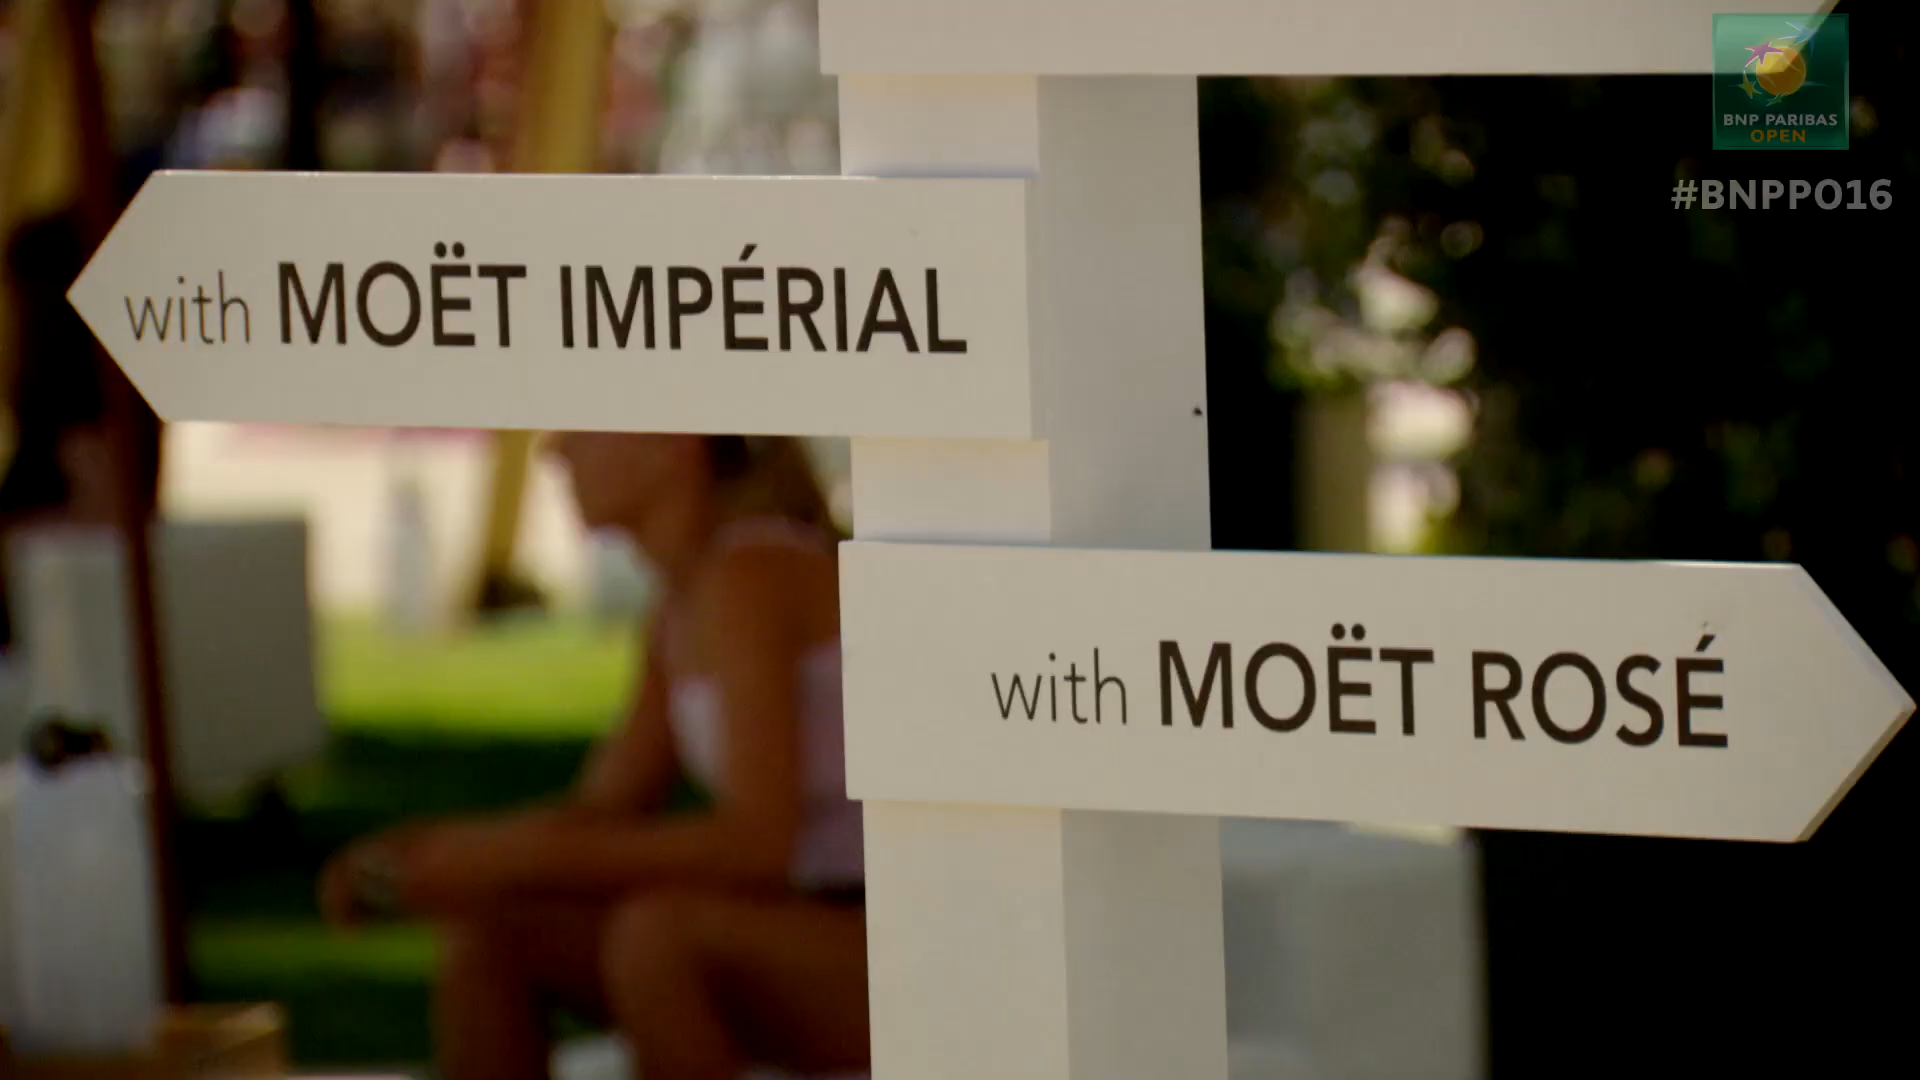 BNP PARIBAS
OPEN
#BNPPO16
with MOËT IMPÉRIAL
with MOËT ROSÉ